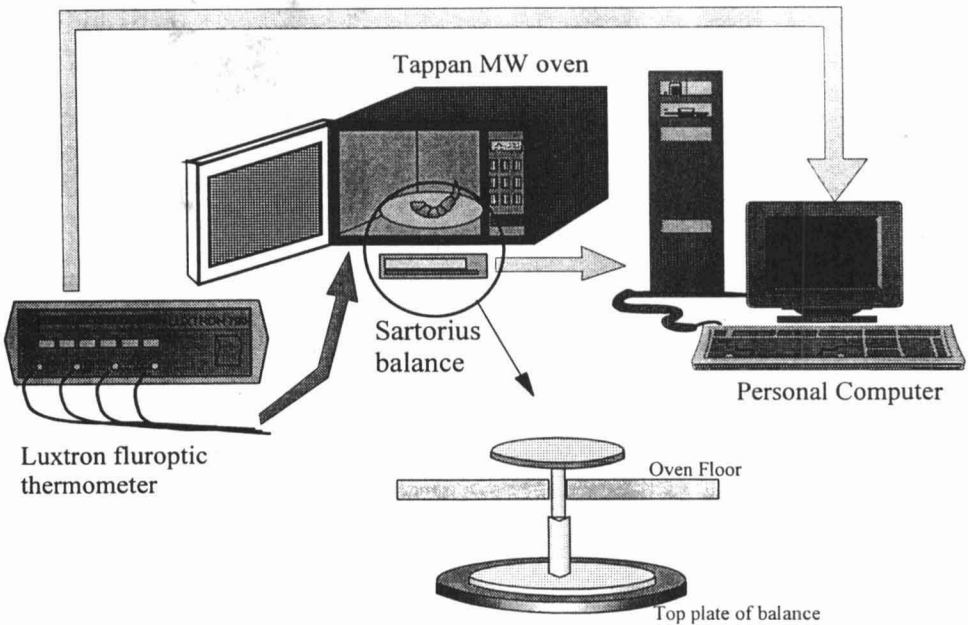 Tappan MW oven
Sartorius
balance
Personal Computer
Luxtron fluroptic
thermometer
Oven Floor
Top plate of balance